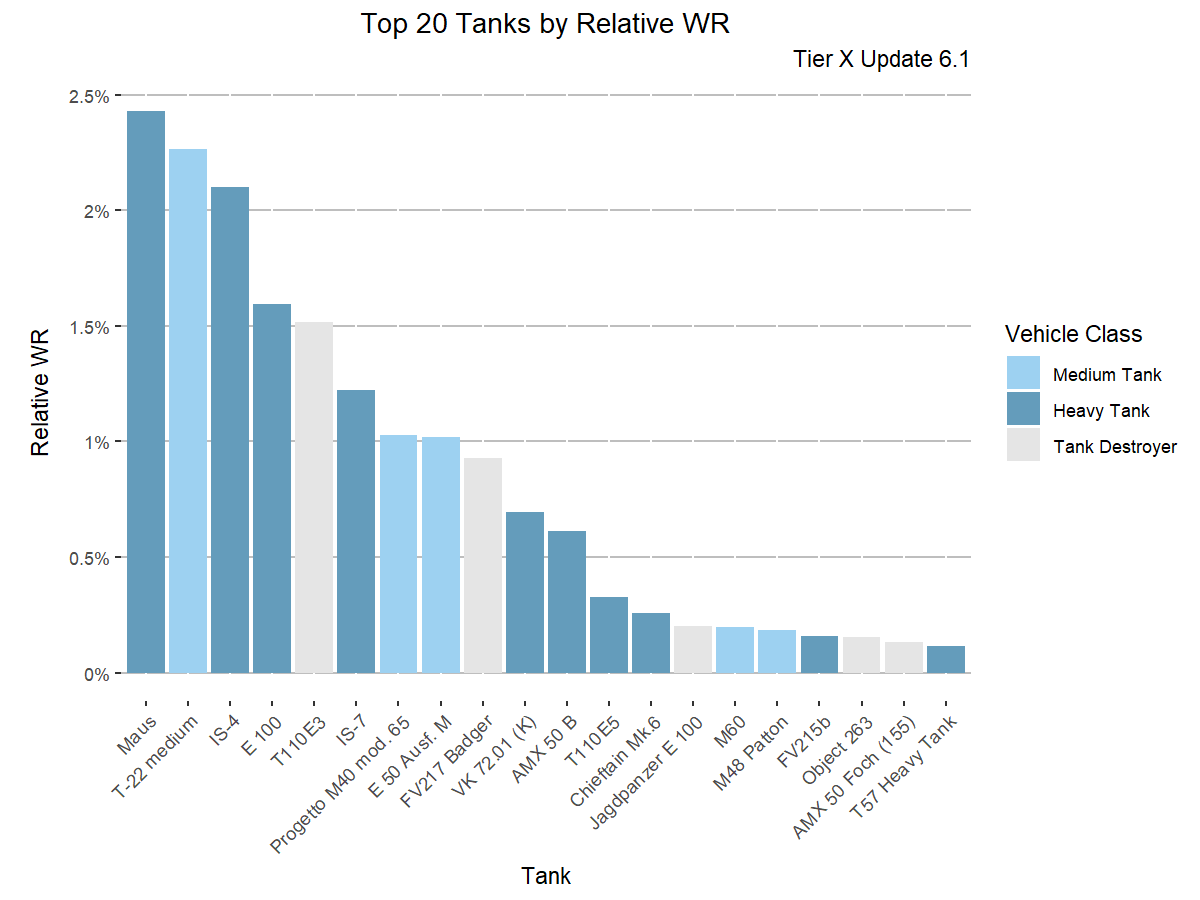 Top 20 Tanks by Relative WR
Tier X Update 6.1
2.5%
2%
1.5%
1%
0.5%
0%
Relative WR
Maus
T-22 medium
IS-4
E 100
T110E3
IS-7
Progetto M40 mod. 65
E 50 Ausf. M
FV217 Badger
VK 72.01 (K)
AMX 50 B
T110E5
Chieftain Mk.6
Jagdpanzer E 100
M60
M48 Patton
FV215b
Object 263
AMX 50 Foch (155)
T57 Heavy Tank
Tank
Vehicle Class
Medium Tank
Heavy Tank
Tank Destroyer